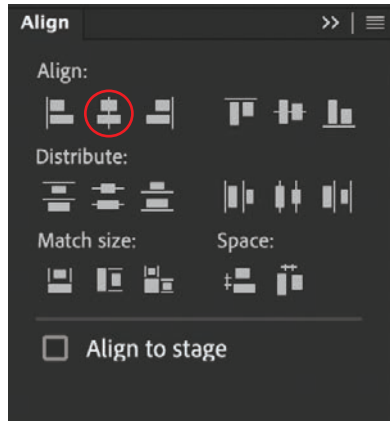 Align
Align:
Distribute:
Match size: Space:
Align to stage